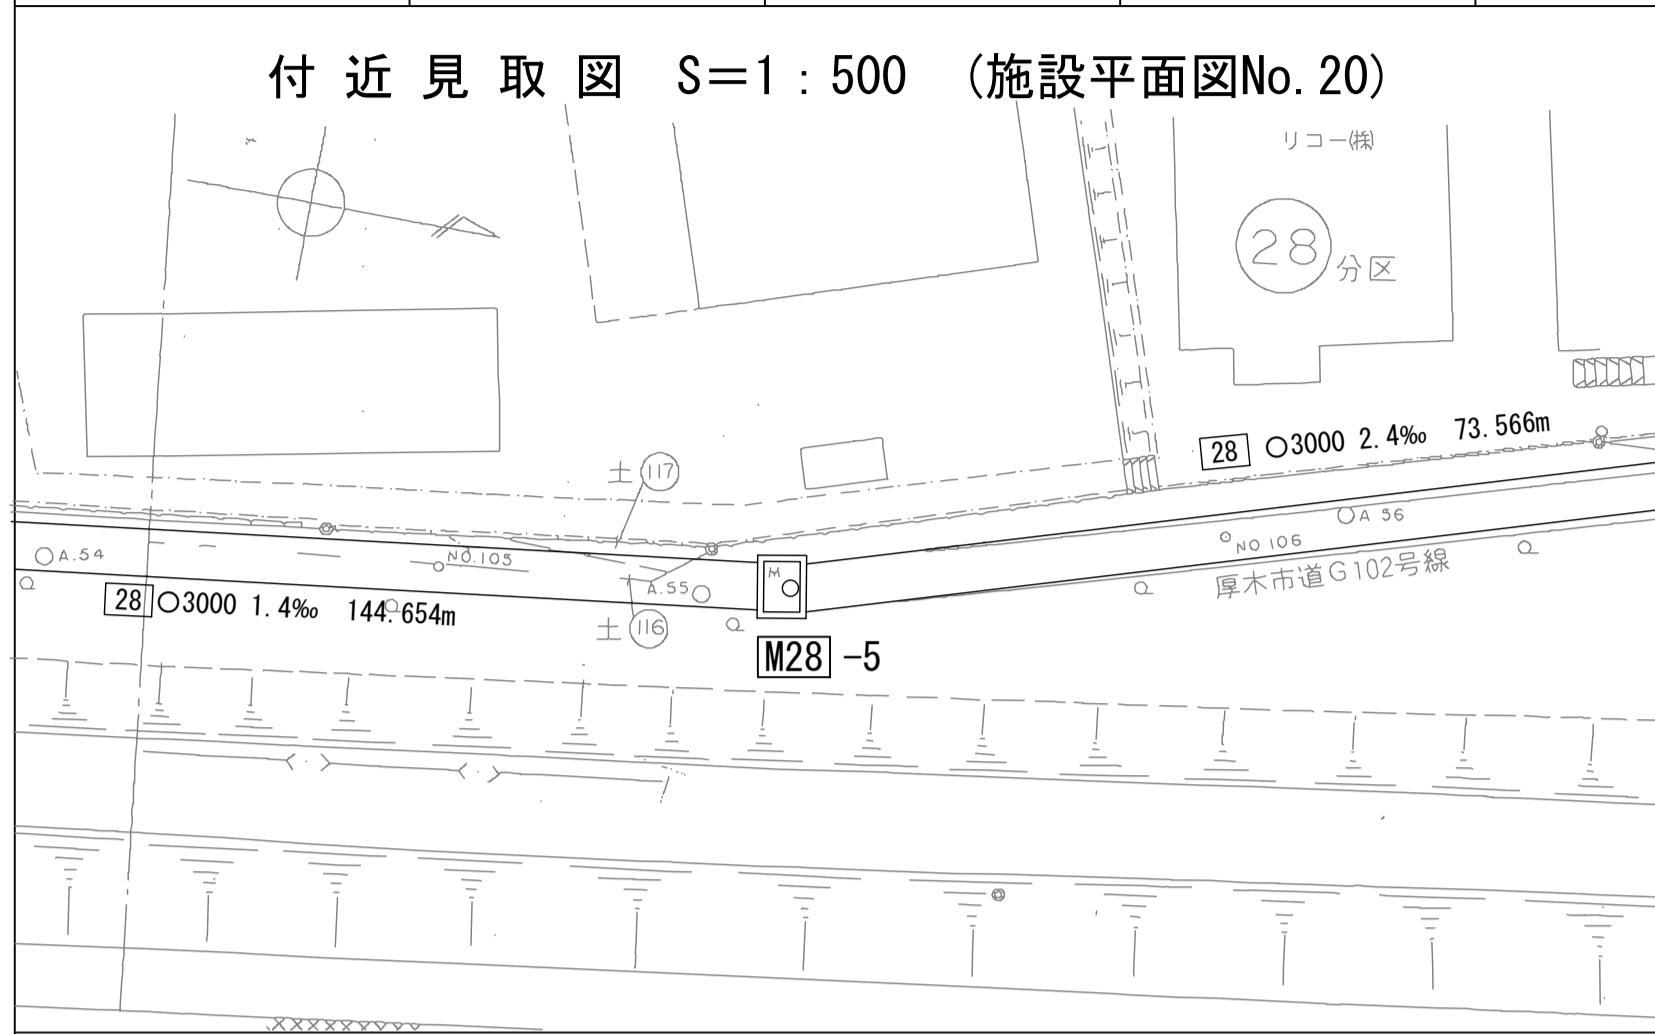 付近見取図 S=1:500 (施設平面図No.20)
リコー㈱
28 分区
28 ○3000 2.4‰ 73.566m
土 117
A.54
NO.105
A.55
M
NO 106
A 56
厚木市道G102号線
28 ○3000 1.4‰ 144.654m
土 116
M28 -5